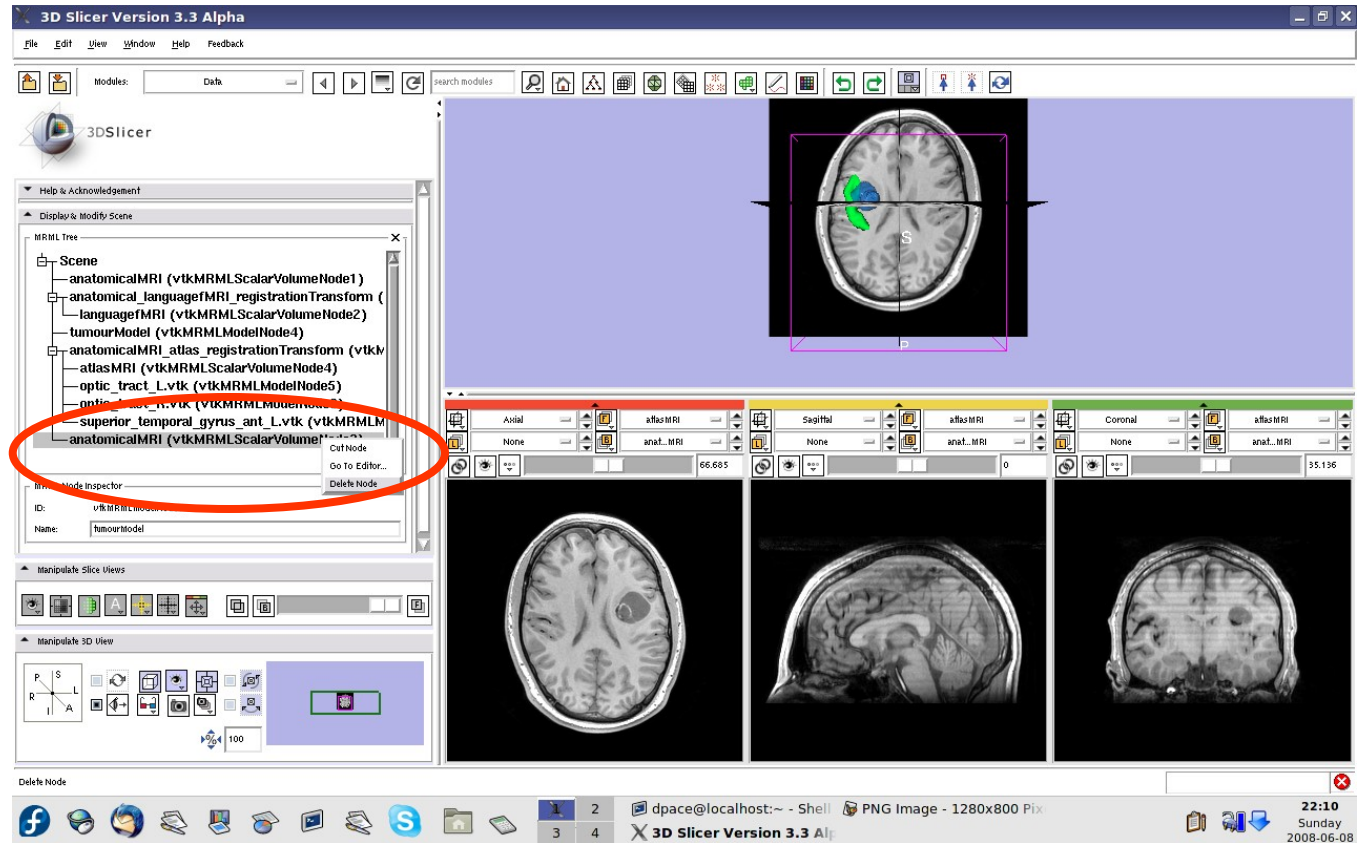 3D Slicer Version 3.3 Alpha
File Edit View Window Help Feedback
Modules: Data search modules
3DSlicer
Help & Acknowledgement
Display & Modify Scene
MRML Tree
Scene
anatomicalMRI (vtkMRMLScalarVolumeNode1)
anatomical_languagefMRI_registrationTransform (
languagefMRI (vtkMRMLScalarVolumeNode2)
tumourModel (vtkMRMLModelNode4)
anatomicalMRI_atlas_registrationTransform (vtkM
atlasMRI (vtkMRMLScalarVolumeNode4)
optic_tract_L.vtk (vtkMRMLModelNode5)
superior_temporal_gyrus_ant_L.vtk (vtkMRMLM
anatomicalMRI (vtkMRMLScalarVolume
Cut Node
Go To Editor...
Delete Node
Node Inspector
ID:
Name: tumourModel
Manipulate Slice Views
Manipulate 3D View
P S
R L
I A
100
S
P
Axial atlasMRI
None anat...MRI
66.685
Sagittal atlasMRI
None anat...MRI
0
Coronal atlasMRI
None anat...MRI
35.136
Delete Node
1 2
3 4
dpace@localhost:~ - Shell
PNG Image - 1280x800 Pix
3D Slicer Version 3.3 Alp
22:10
Sunday
2008-06-08